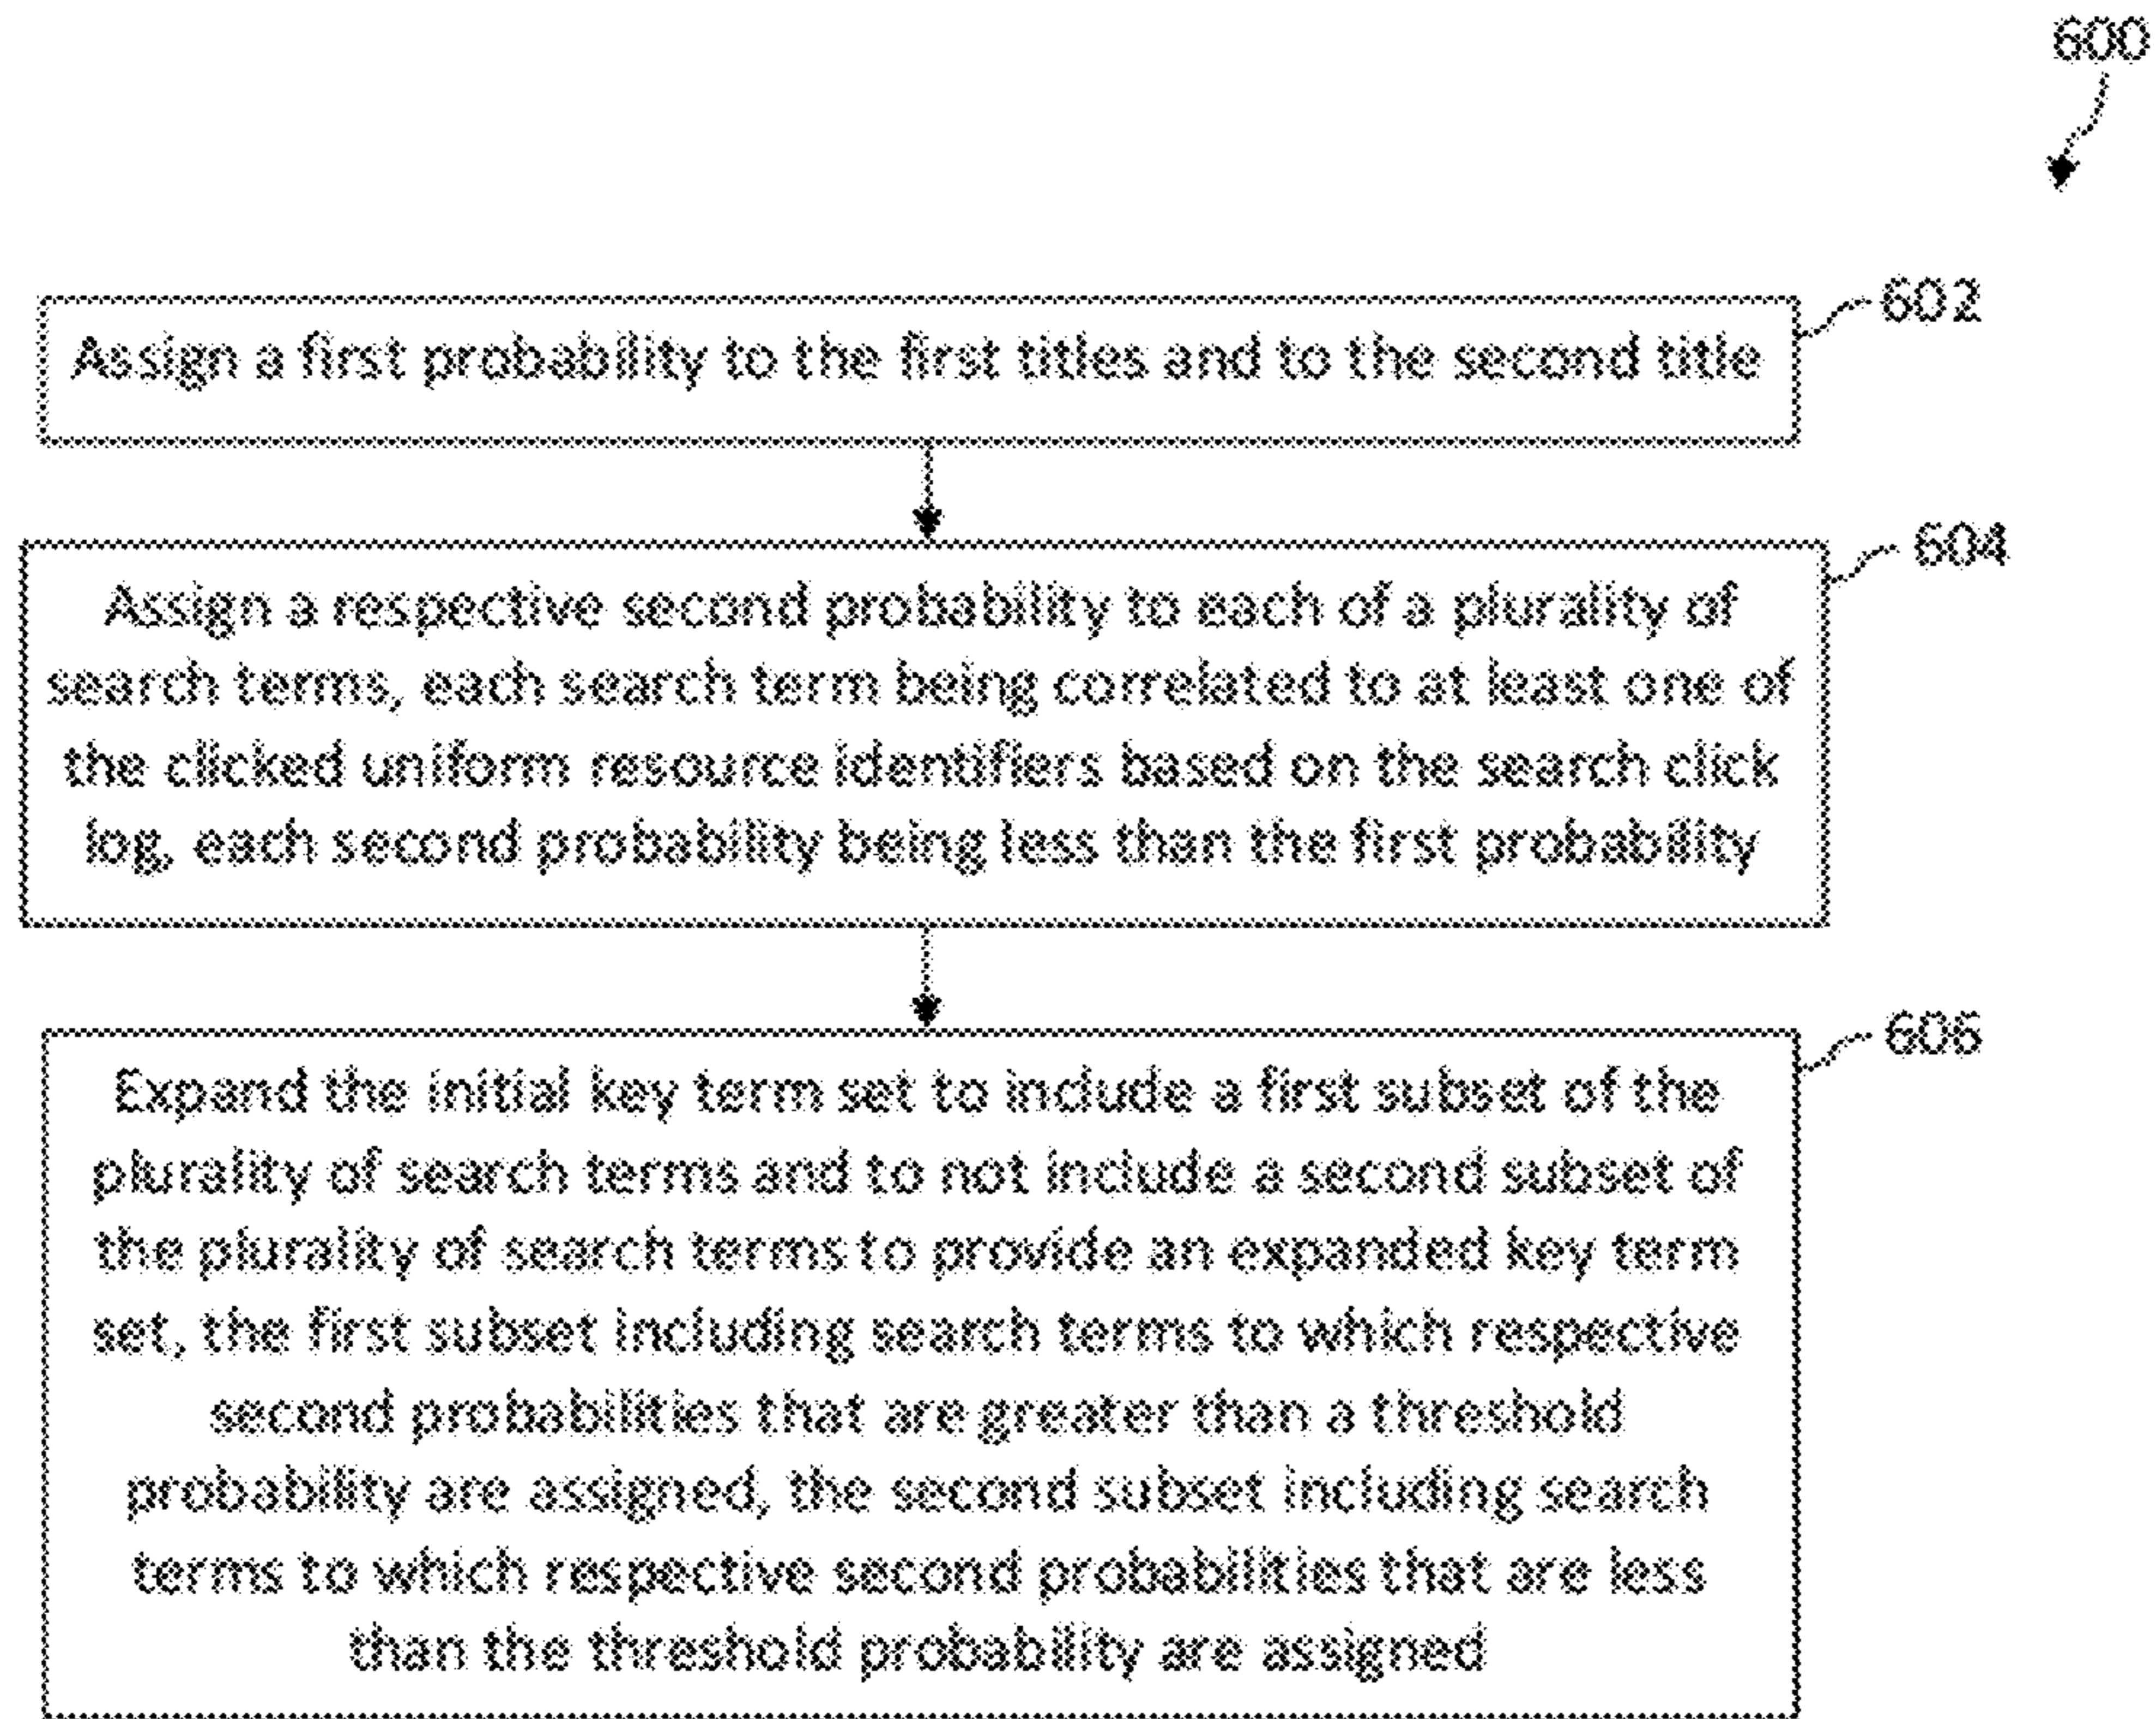 600
602
Assign a first probability to the first titles and to the second title
604
Assign a respective second probability to each of a plurality of
search terms, each search term being correlated to at least one of
the clicked uniform resource identifiers based on the search click
log, each second probability being less than the first probability
606
Expand the initial key term set to include a first subset of the
plurality of search terms and to not include a second subset of
the plurality of search terms to provide an expanded key term
set, the first subset including search terms to which respective
second probabilities that are greater than a threshold
probability are assigned, the second subset including search
terms to which respective second probabilities that are less
than the threshold probability are assigned